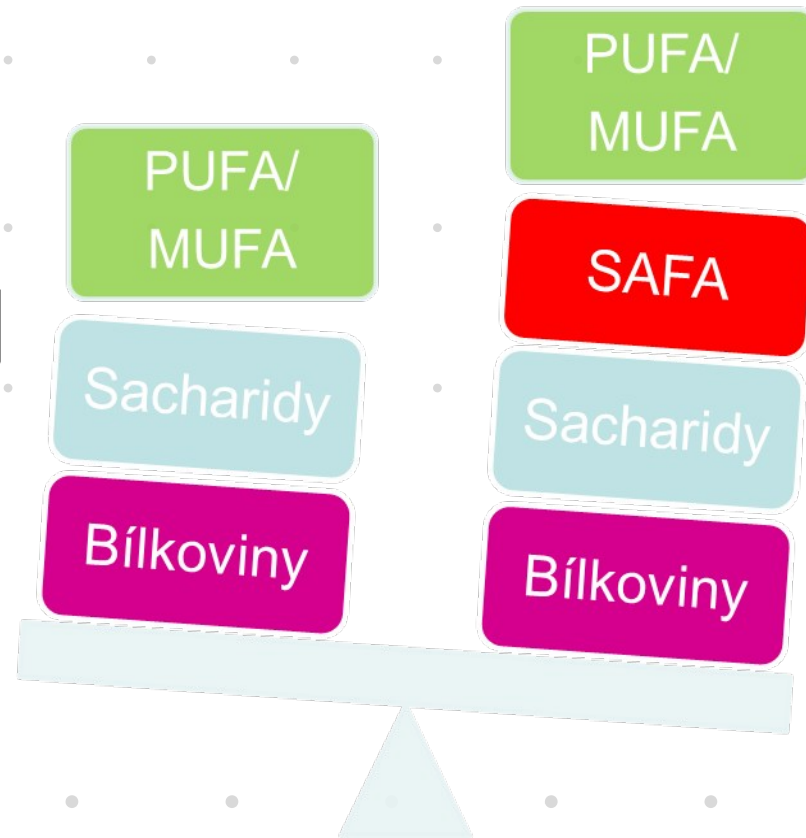 PUFA/
MUFA
Sacharidy
Bílkoviny
PUFA/
MUFA
SAFA
Sacharidy
Bílkoviny